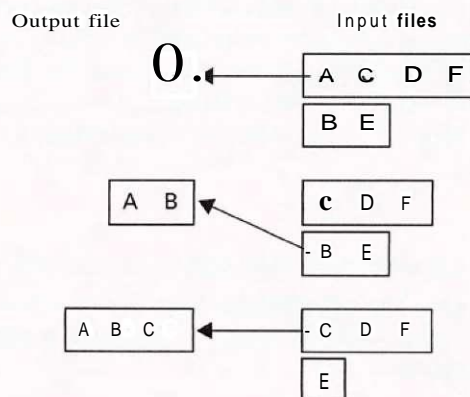 Output file Input files
0. A C D F
B E
A B c D F
- B E
A B C - C D F
E